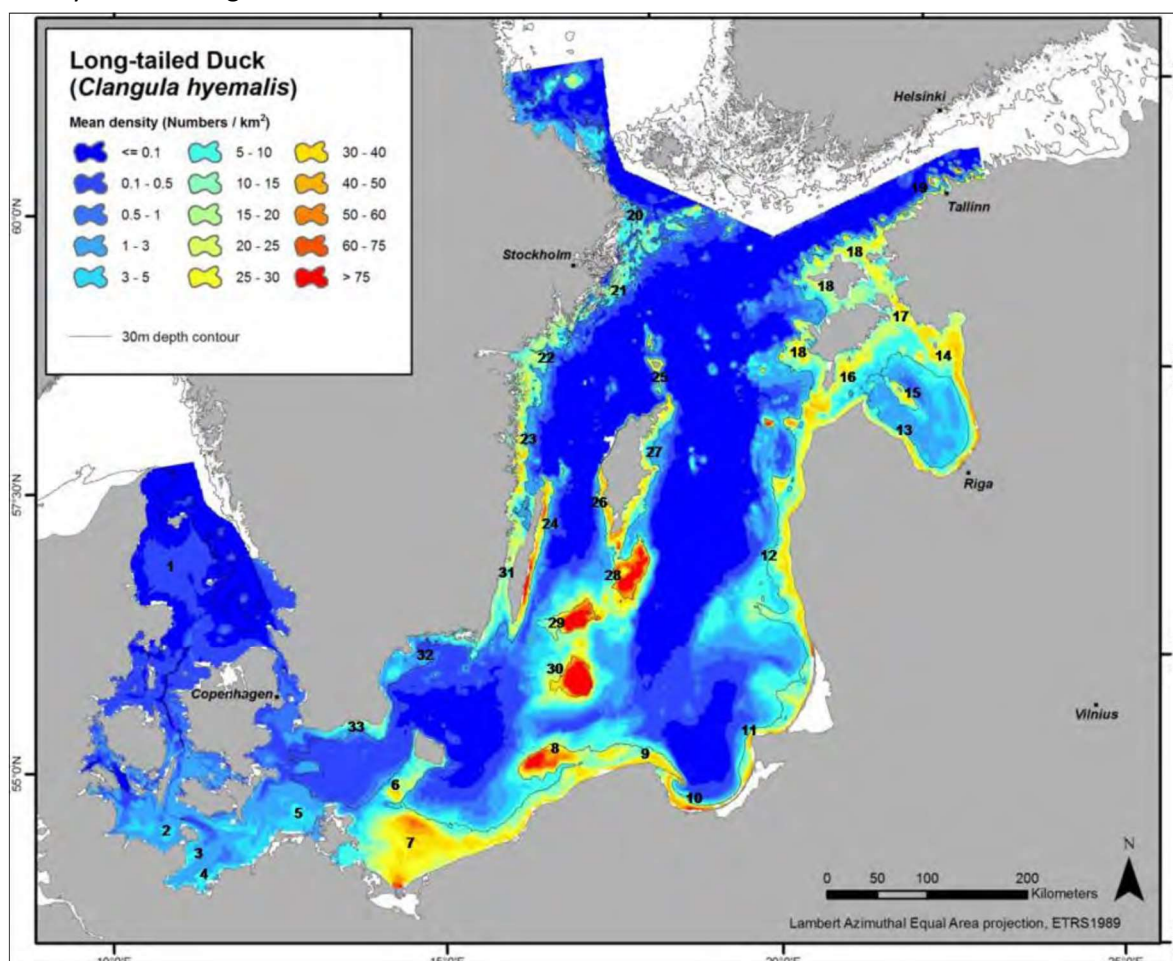 Long-tailed Duck
(Clangula hyemalis)
Mean density (Numbers / km²)
<= 0.1
5 - 10
30 - 40
0.1 - 0.5
10 - 15
40 - 50
0.5 - 1
15 - 20
50 - 60
1 - 3
20 - 25
60 - 75
3 - 5
25 - 30
> 75
30m depth contour
Helsinki
19
Tallinn
60°0'N
20
Stockholm
18
18
21
17
18
14
22
25
16
15
23
13
27
Riga
57°30'N
26
24
12
1
31
28
29
32
30
Copenhagen
Vilnius
33
11
8
9
55°0'N
6
10
5
2
7
3
4
N
0
50
100
200
Kilometers
Lambert Azimuthal Equal Area projection, ETRS1989